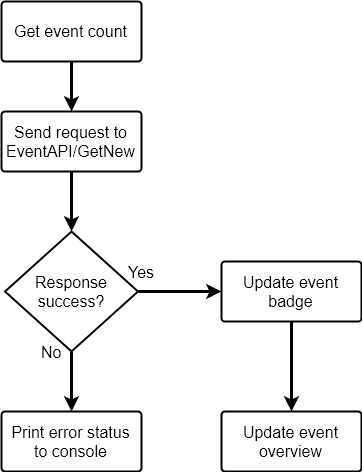 Get event count
Send request to
EventAPI/GetNew
Response
success?
Yes
Update event
badge
No
Print error status
to console
Update event
overview